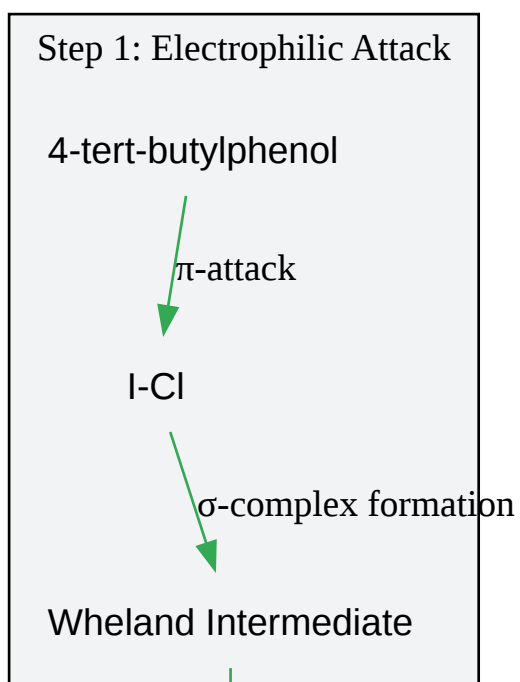 Step 1: Electrophilic Attack
4-tert-butylphenol
π-attack
I-Cl
σ-complex formation
Wheland Intermediate